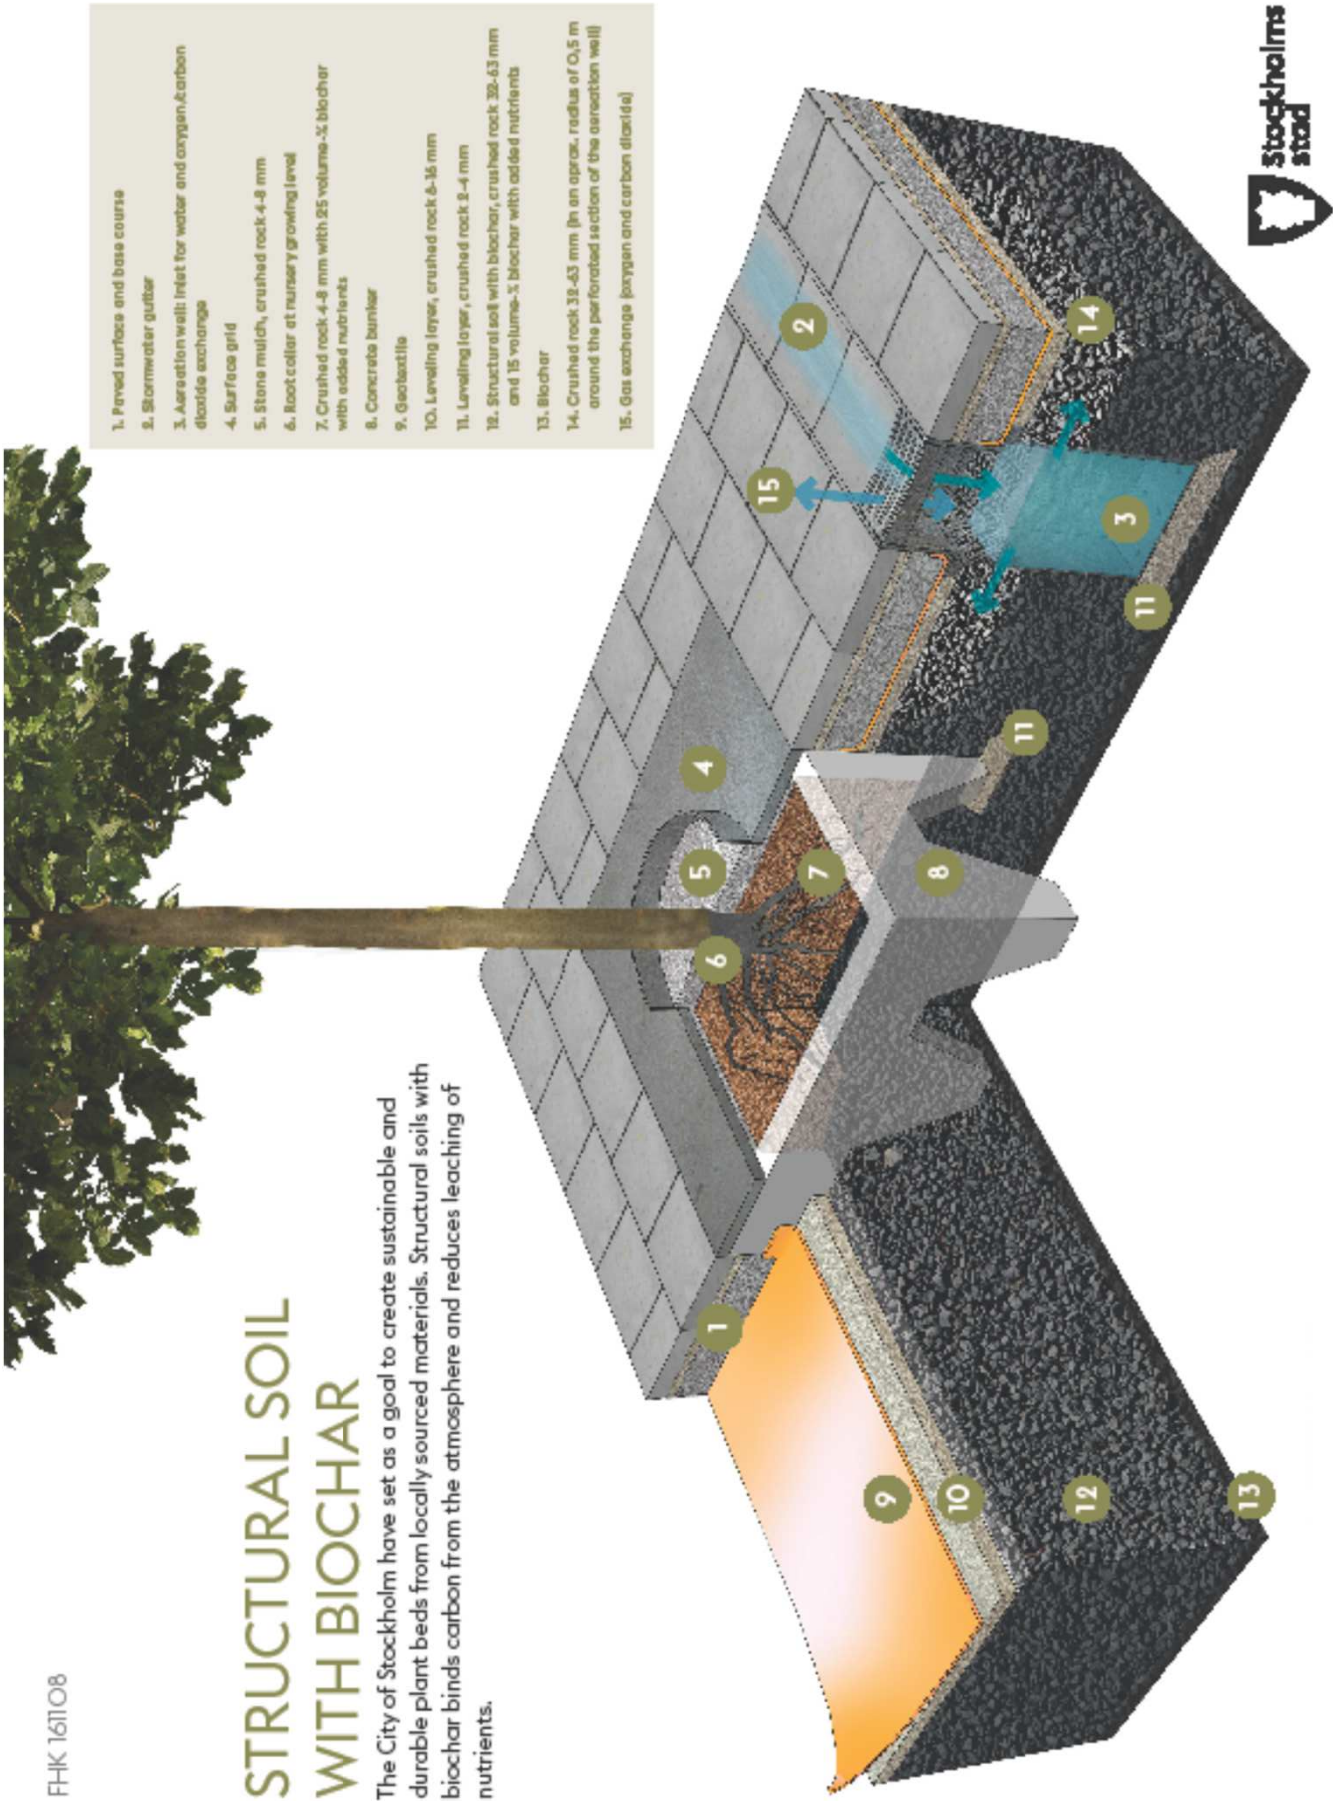 FHK 161108
STRUCTURAL SOIL
WITH BIOCHAR
The City of Stockholm have set as a goal to create sustainable and
durable plant beds from locally sourced materials. Structural soils with
biochar binds carbon from the atmosphere and reduces leaching of
nutrients.
1. Paved surface and base course
2. Stormwater gutter
3. Aereation well: inlet for water and oxygen/carbon
dioxide exchange
4. Surface grid
5. Stone mulch, crushed rock 4-8 mm
6. Rootcollar at nursery growing level
7. Crushed rock 4-8 mm with 25 volume-% biochar
with added nutrients
8. Concrete bunker
9. Geotextile
10. Leveling layer, crushed rock 8-16 mm
11. Leveling layer, crushed rock 2-4 mm
12. Structural soil with biochar, crushed rock 32-63 mm
and 15 volume-% biochar with added nutrients
13. Biochar
14. Crushed rock 32-63 mm (in an aprox. radius of 0,5 m
around the perforated section of the aereation well)
15. Gas exchange (oxygen and carbon dioxide)
15
2
4
5
6
7
1
14
3
8
11
11
9
10
12
13
Stockholms
stad